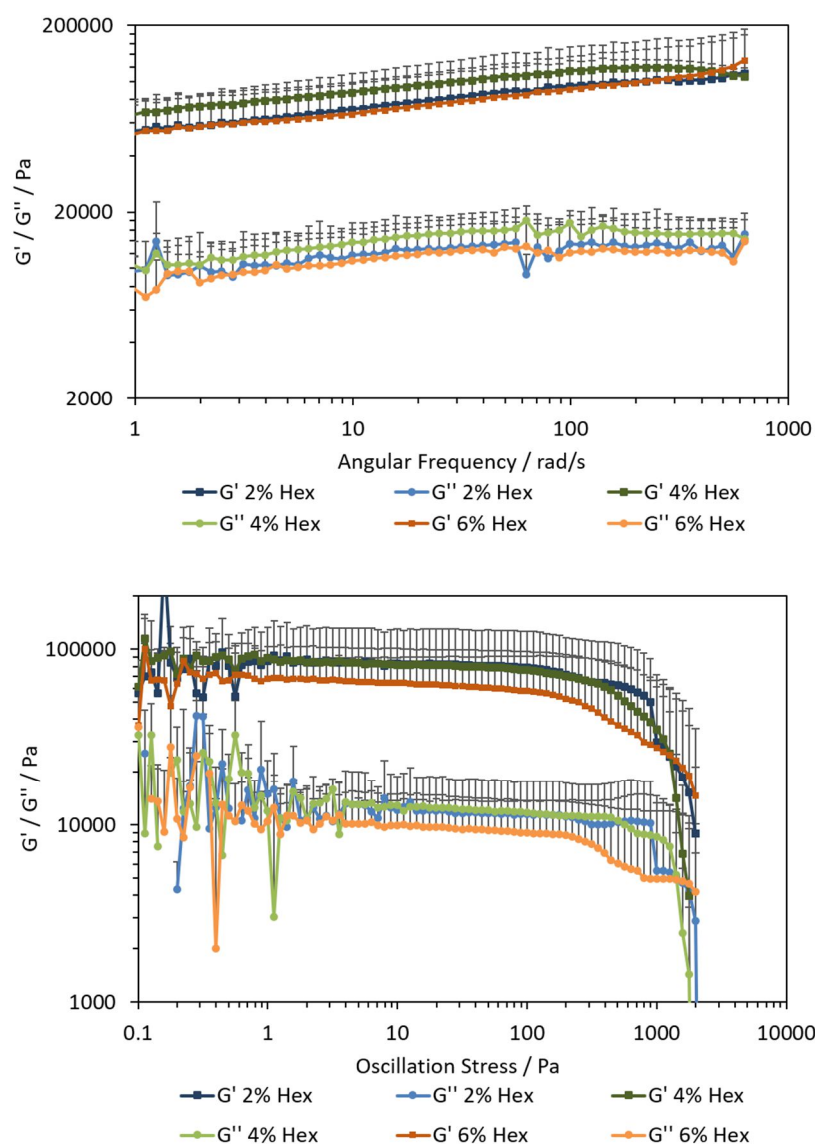 200000
20000
2000
G' / G'' / Pa
1 10 100 1000
Angular Frequency / rad/s
G' 2% Hex G'' 2% Hex G' 4% Hex
G'' 4% Hex G' 6% Hex G'' 6% Hex
100000
10000
1000
G' / G'' / Pa
0.1 1 10 100 1000 10000
Oscillation Stress / Pa
G' 2% Hex G'' 2% Hex G' 4% Hex
G'' 4% Hex G' 6% Hex G'' 6% Hex